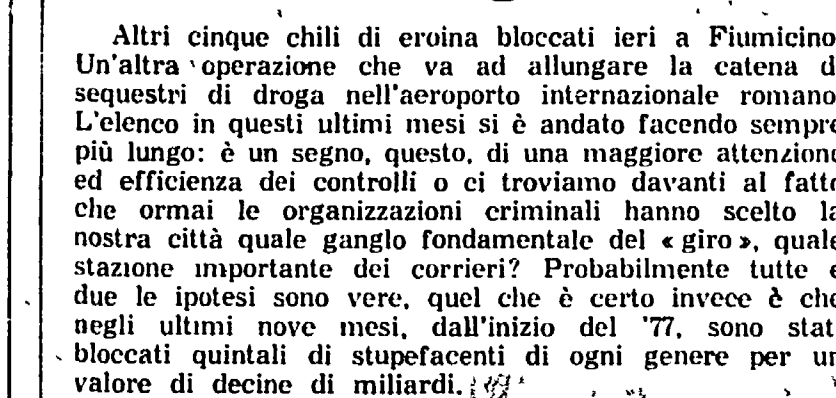 Altri cinque chili di eroina bloccati ieri a Fiumicino
Un'altra operazione che va ad allungare la catena d
sequestri di droga nell'aeroporto internazionale romano
L'elenco in questi ultimi mesi si è andato facendo sempre
più lungo: è un segno, questo, di una maggiore attenzione
ed efficienza dei controlli o ci troviamo davanti al fatto
che ormai le organizzazioni criminali hanno scelto la
nostra città quale ganglo fondamentale del « giro », quale
stazione importante dei corrieri? Probabilmente tutte e
due le ipotesi sono vere, quel che è certo invece è che
negli ultimi nove mesi, dall'inizio del '77, sono stat
bloccati quintali di stupefacenti di ogni genere per un
valore di decine di miliardi.